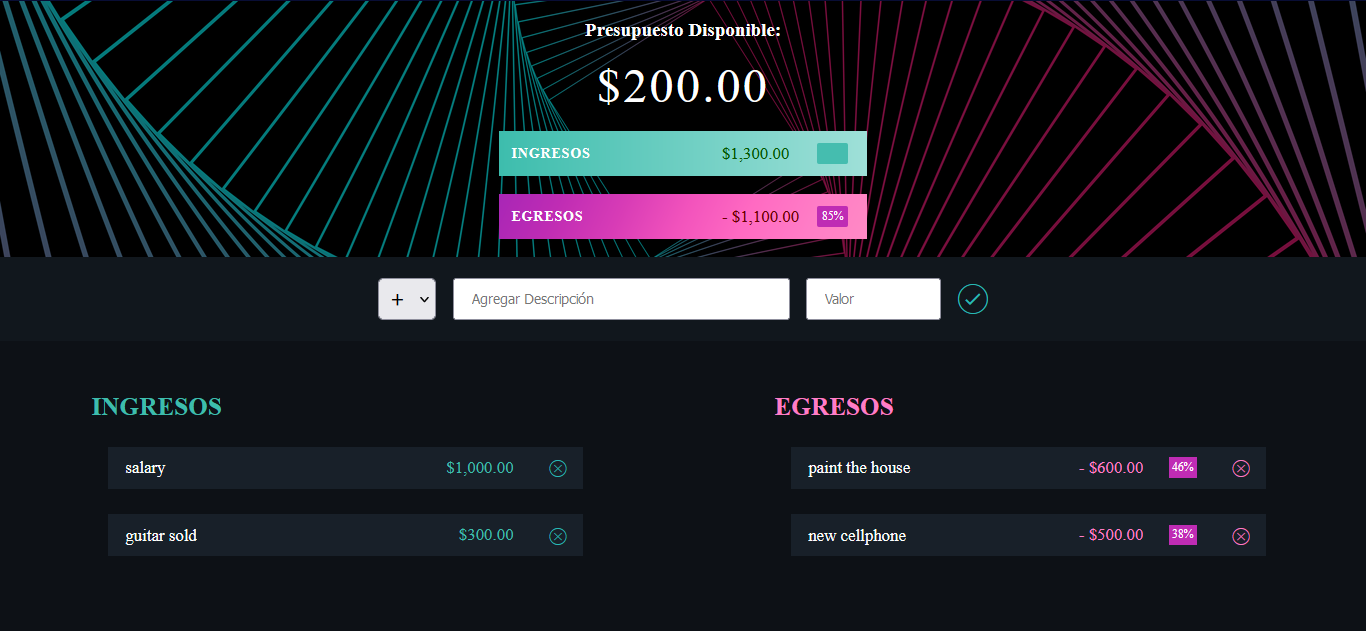 Presupuesto Disponible:
$200.00
INGRESOS $1,300.00
EGRESOS - $1,100.00 85%
+ Agregar Descripción Valor
INGRESOS
salary $1,000.00
guitar sold $300.00
EGRESOS
paint the house - $600.00 46%
new cellphone - $500.00 38%